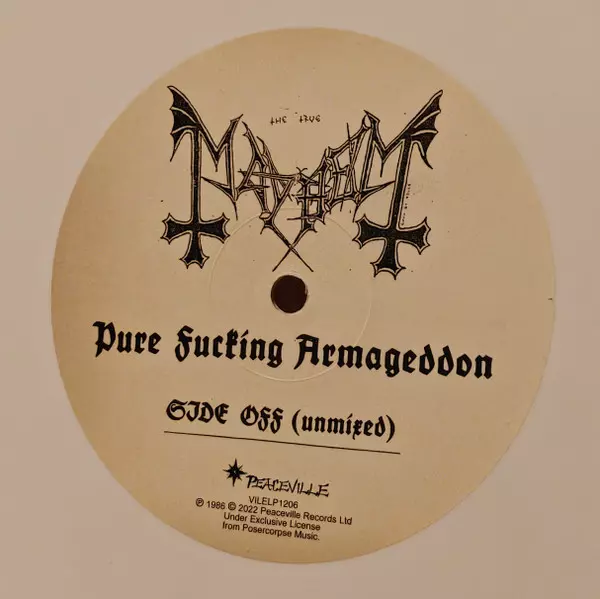 THE TRUE
MAYHEM
Pure Fucking Armageddon
SIDE OFF (unmixed)
PEACEVILLE
VILELP1206
℗ 1986 © 2022 Peaceville Records Ltd
Under Exclusive License
from Posercorpse Music.